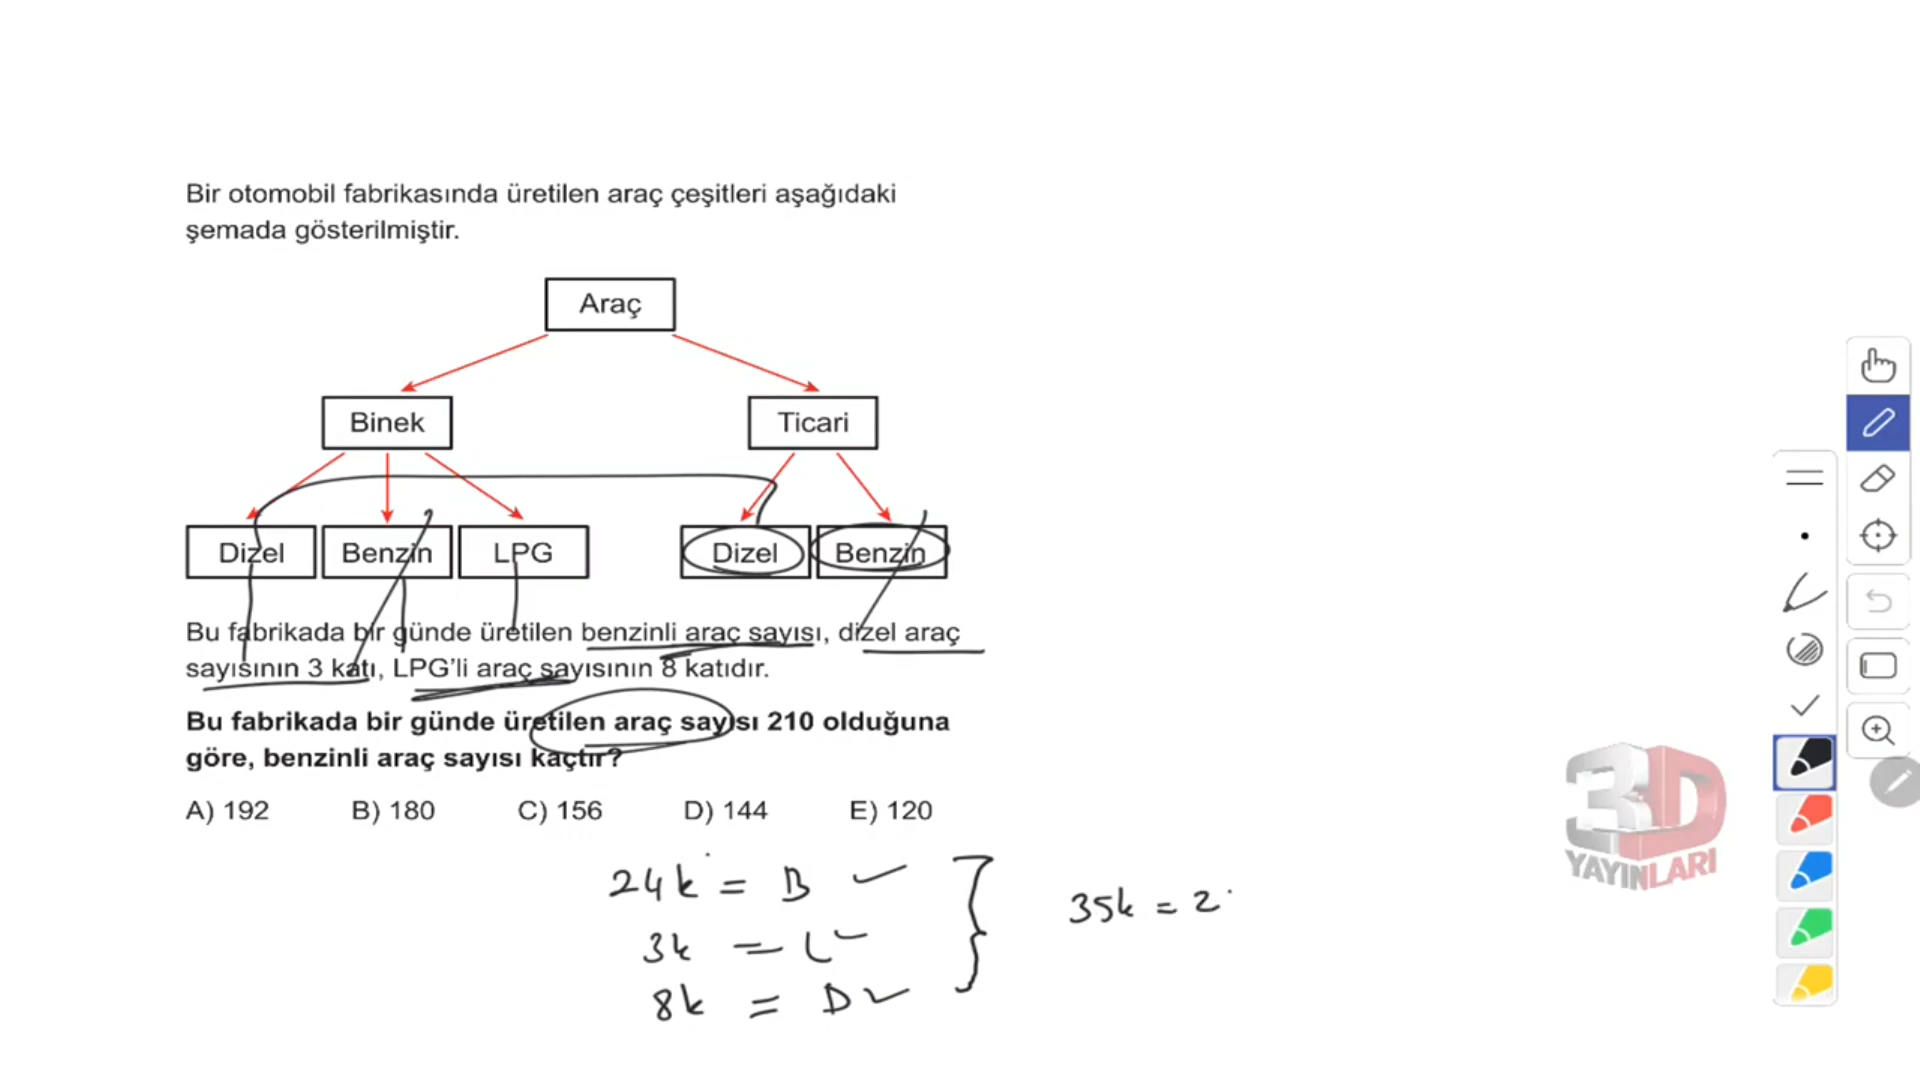 Bir otomobil fabrikasında üretilen araç çeşitleri aşağıdaki
şemada gösterilmiştir.
Araç
Binek
Ticari
Dizel
Benzin
LPG
Dizel
Benzin
Bu fabrikada bir günde üretilen benzinli araç sayısı, dizel araç
sayısının 3 katı, LPG'li araç sayısının 8 katıdır.
Bu fabrikada bir günde üretilen araç sayısı 210 olduğuna
göre, benzinli araç sayısı kaçtır?
A) 192 B) 180 C) 156 D) 144 E) 120
24k = B
3k = L
8k = D
35k = 2
3D
YAYINLARI